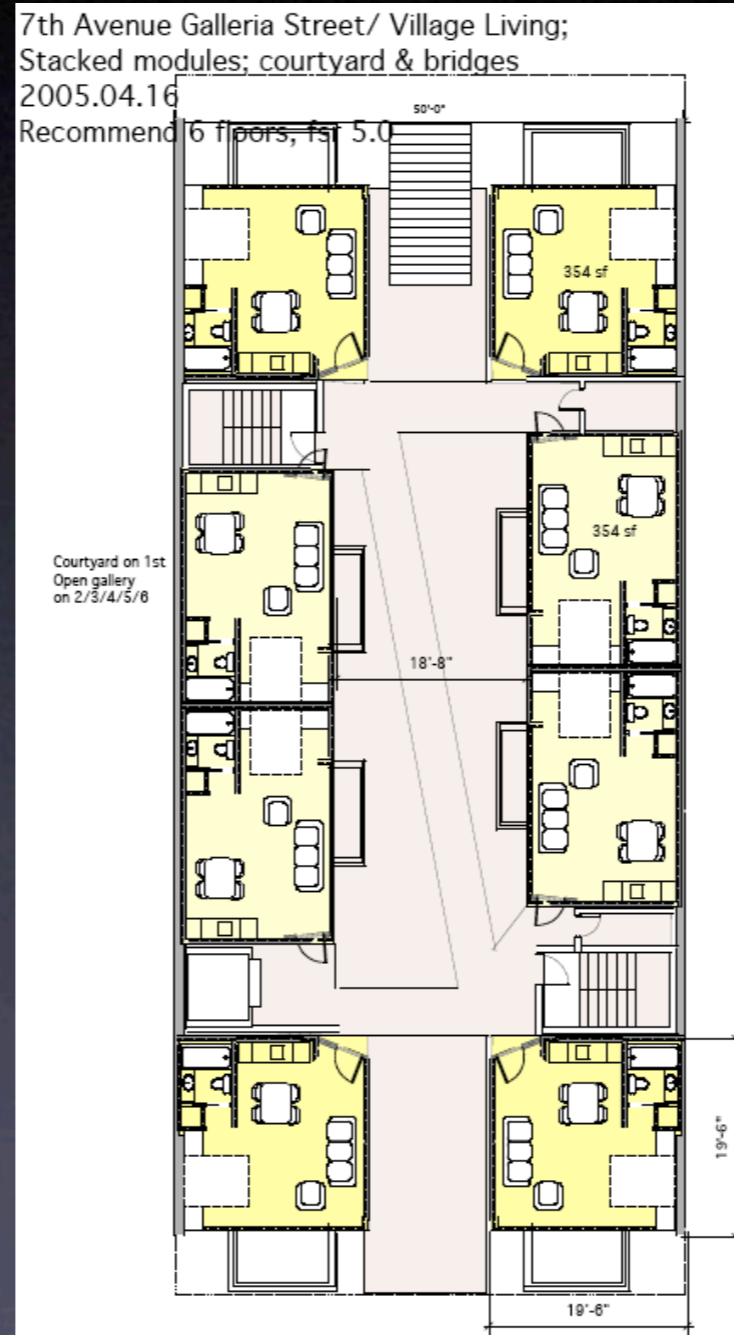 7th Avenue Galleria Street/ Village Living;
Stacked modules; courtyard & bridges
2005.04.16
Recommend 6 floors, fsr 5.0
50'-0"
354 sf
354 sf
Courtyard on 1st
Open gallery
on 2/3/4/5/6
18'-8"
19'-6"
19'-6"